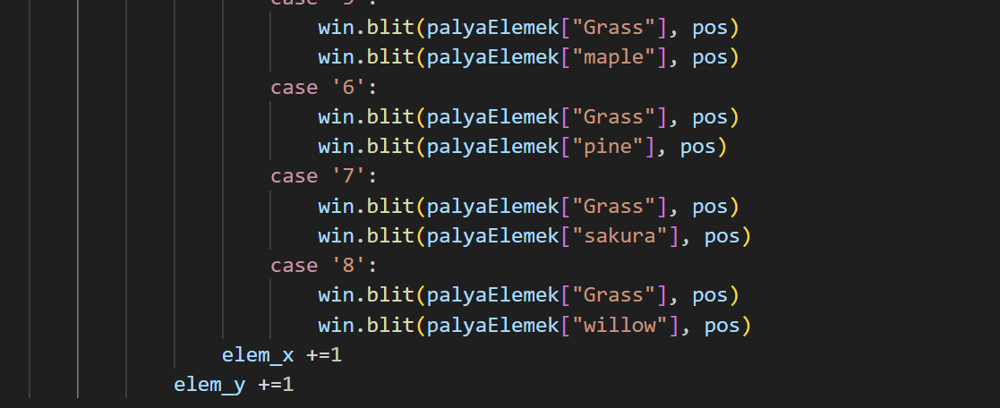 case '5':
win.blit(palyaElemek["Grass"], pos)
win.blit(palyaElemek["maple"], pos)
case '6':
win.blit(palyaElemek["Grass"], pos)
win.blit(palyaElemek["pine"], pos)
case '7':
win.blit(palyaElemek["Grass"], pos)
win.blit(palyaElemek["sakura"], pos)
case '8':
win.blit(palyaElemek["Grass"], pos)
win.blit(palyaElemek["willow"], pos)
elem_x +=1
elem_y +=1